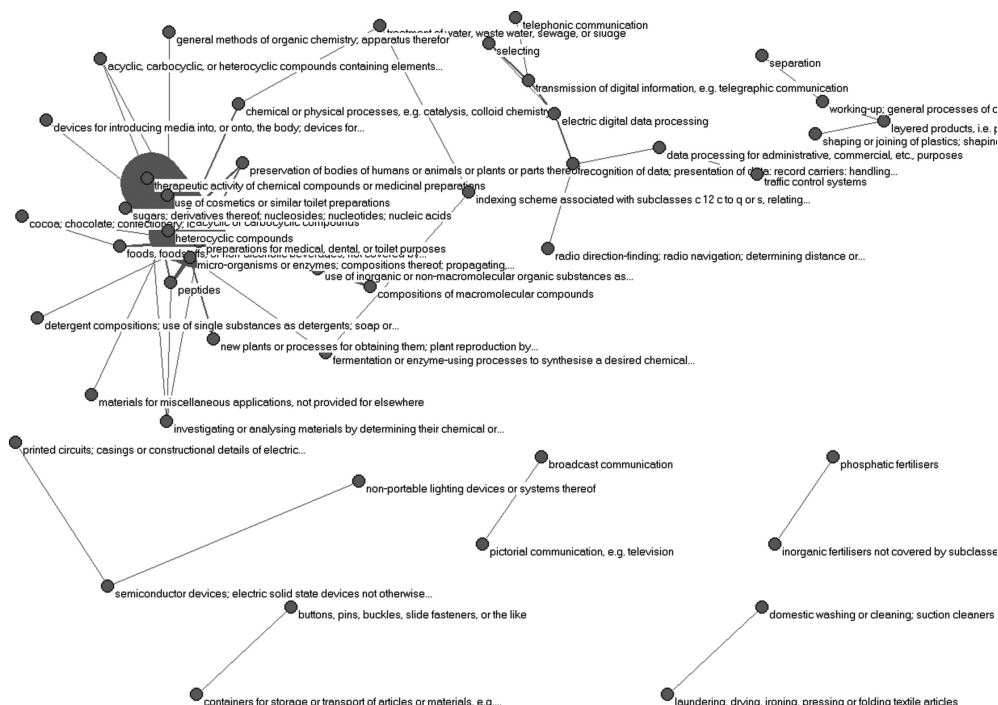 telephonic communication
treatment of water, waste water, sewage, or sludge
general methods of organic chemistry; apparatus therefor
selecting
separation
acyclic, carbocyclic, or heterocyclic compounds containing elements...
transmission of digital information, e.g. telegraphic communication
chemical or physical processes, e.g. catalysis, colloid chemistry
working-up; general processes of c
electric digital data processing
layered products, i.e. p
devices for introducing media into, or onto, the body; devices for...
shaping or joining of plastics; shapin
data processing for administrative, commercial, etc., purposes
preservation of bodies of humans or animals or plants or parts thereof
recognition of data; presentation of data: record carriers: handling...
traffic control systems
therapeutic activity of chemical compounds or medicinal preparations
indexing scheme associated with subclasses c 12 c to q or s, relating...
use of cosmetics or similar toilet preparations
sugars; derivatives thereof; nucleosides; nucleotides; nucleic acids
cocoa; chocolate; confectionery; ic
acyclic or carbocyclic compounds
heterocyclic compounds
preparations for medical, dental, or toilet purposes
foods, foodstuffs, or non-alcoholic beverages, not covered by...
radio direction-finding; radio navigation; determining distance or...
micro-organisms or enzymes; compositions thereof; propagating,...
use of inorganic or non-macromolecular organic substances as...
peptides
compositions of macromolecular compounds
detergent compositions; use of single substances as detergents; soap or...
new plants or processes for obtaining them; plant reproduction by...
fermentation or enzyme-using processes to synthesise a desired chemical...
materials for miscellaneous applications, not provided for elsewhere
investigating or analysing materials by determining their chemical or...
printed circuits; casings or constructional details of electric...
broadcast communication
phosphatic fertilisers
non-portable lighting devices or systems thereof
pictorial communication, e.g. television
inorganic fertilisers not covered by subclasse
semiconductor devices; electric solid state devices not otherwise...
buttons, pins, buckles, slide fasteners, or the like
domestic washing or cleaning; suction cleaners
containers for storage or transport of articles or materials, e.g....
laundering, drying, ironing, pressing or folding textile articles